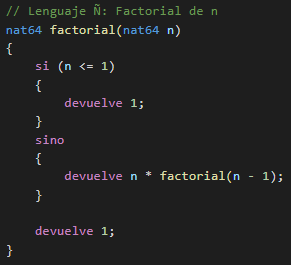 // Lenguaje Ñ: Factorial de n
nat64 factorial(nat64 n)
{
    si (n <= 1)
    {
        devuelve 1;
    }
    sino
    {
        devuelve n * factorial(n - 1);
    }

    devuelve 1;
}